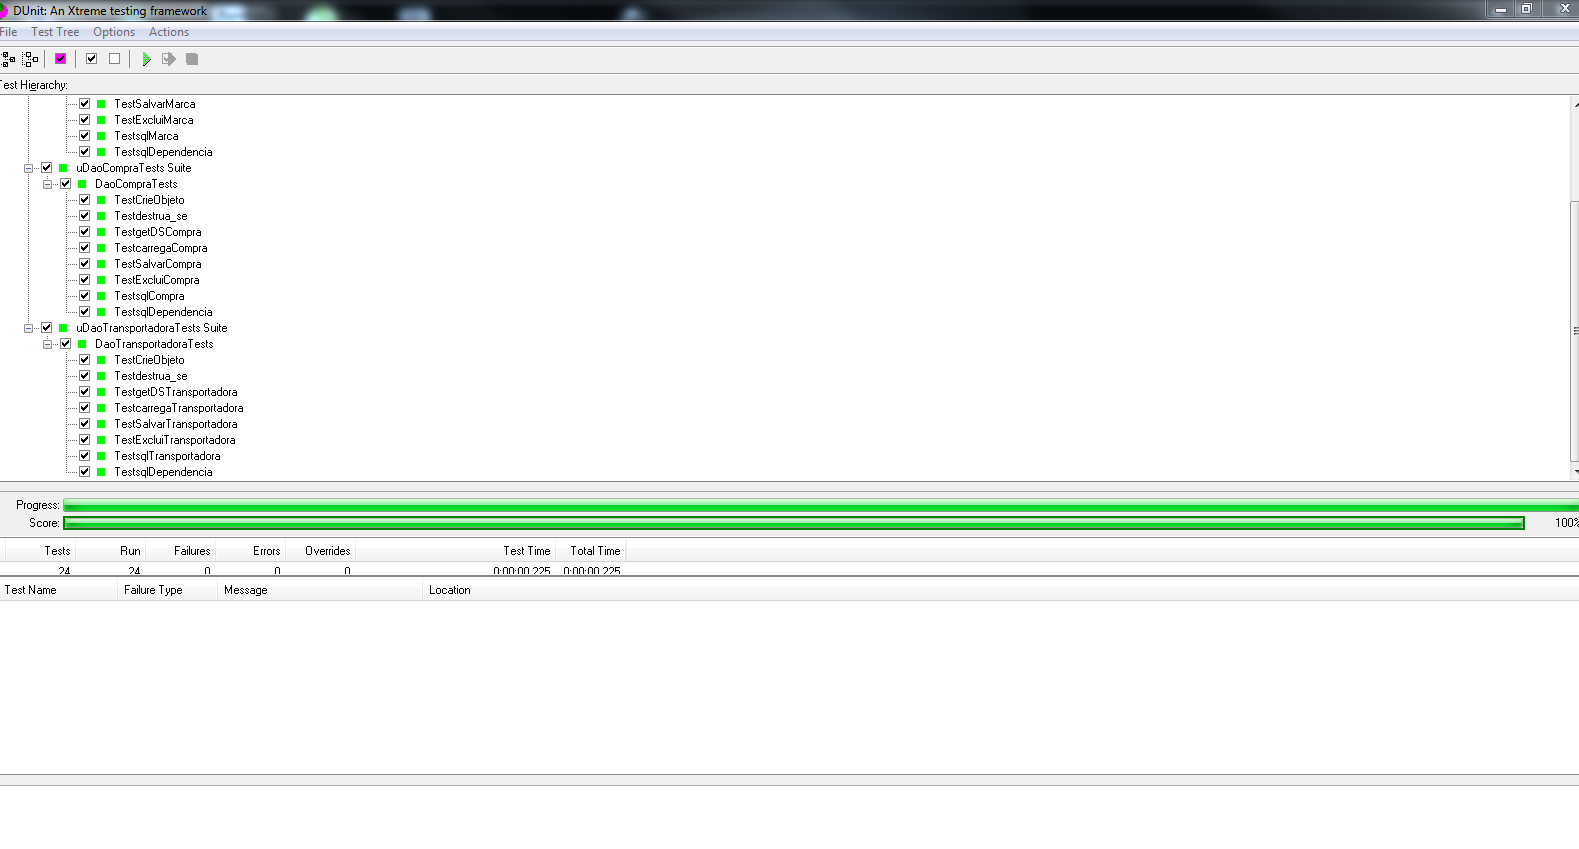 DUnit: An Xtreme testing framework
File Test Tree Options Actions
Test Hierarchy:
TestSalvarMarca
TestExcluiMarca
TestsqlMarca
TestsqlDependencia
uDaoCompraTests Suite
DaoCompraTests
TestCrieObjeto
Testdestrua_se
TestgetDSCompra
TestcarregaCompra
TestSalvarCompra
TestExcluiCompra
TestsqlCompra
TestsqlDependencia
uDaoTransportadoraTests Suite
DaoTransportadoraTests
TestCrieObjeto
Testdestrua_se
TestgetDSTransportadora
TestcarregaTransportadora
TestSalvarTransportadora
TestExcluiTransportadora
TestsqlTransportadora
TestsqlDependencia
Progress:
Score: 100%
Tests Run Failures Errors Overrides Test Time Total Time
24 24 0 0 0 0:00:00.225 0:00:00.225
Test Name Failure Type Message Location